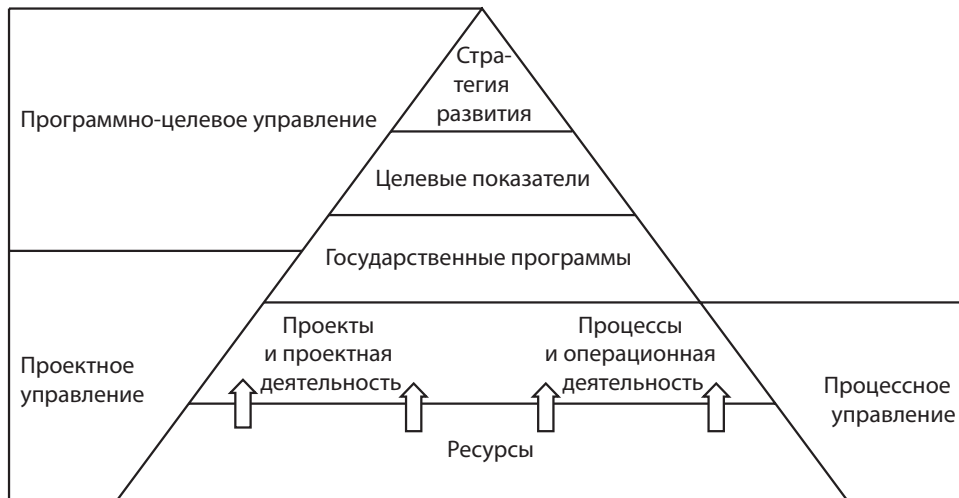 Стра-
тегия
развития
Программно-целевое управление
Целевые показатели
Государственные программы
Проекты
и проектная
деятельность
Процессы
и операционная
деятельность
Проектное
управление
Процессное
управление
Ресурсы